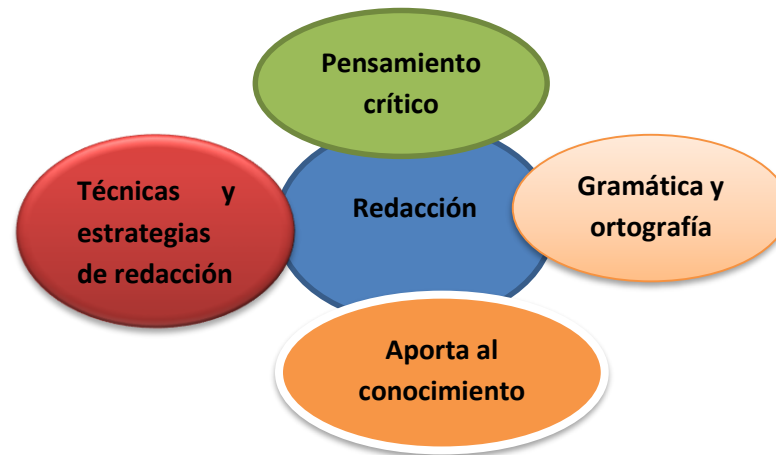 Pensamiento
crítico
Técnicas y
estrategias
de redacción
Redacción
Gramática y
ortografía
Aporta al
conocimiento